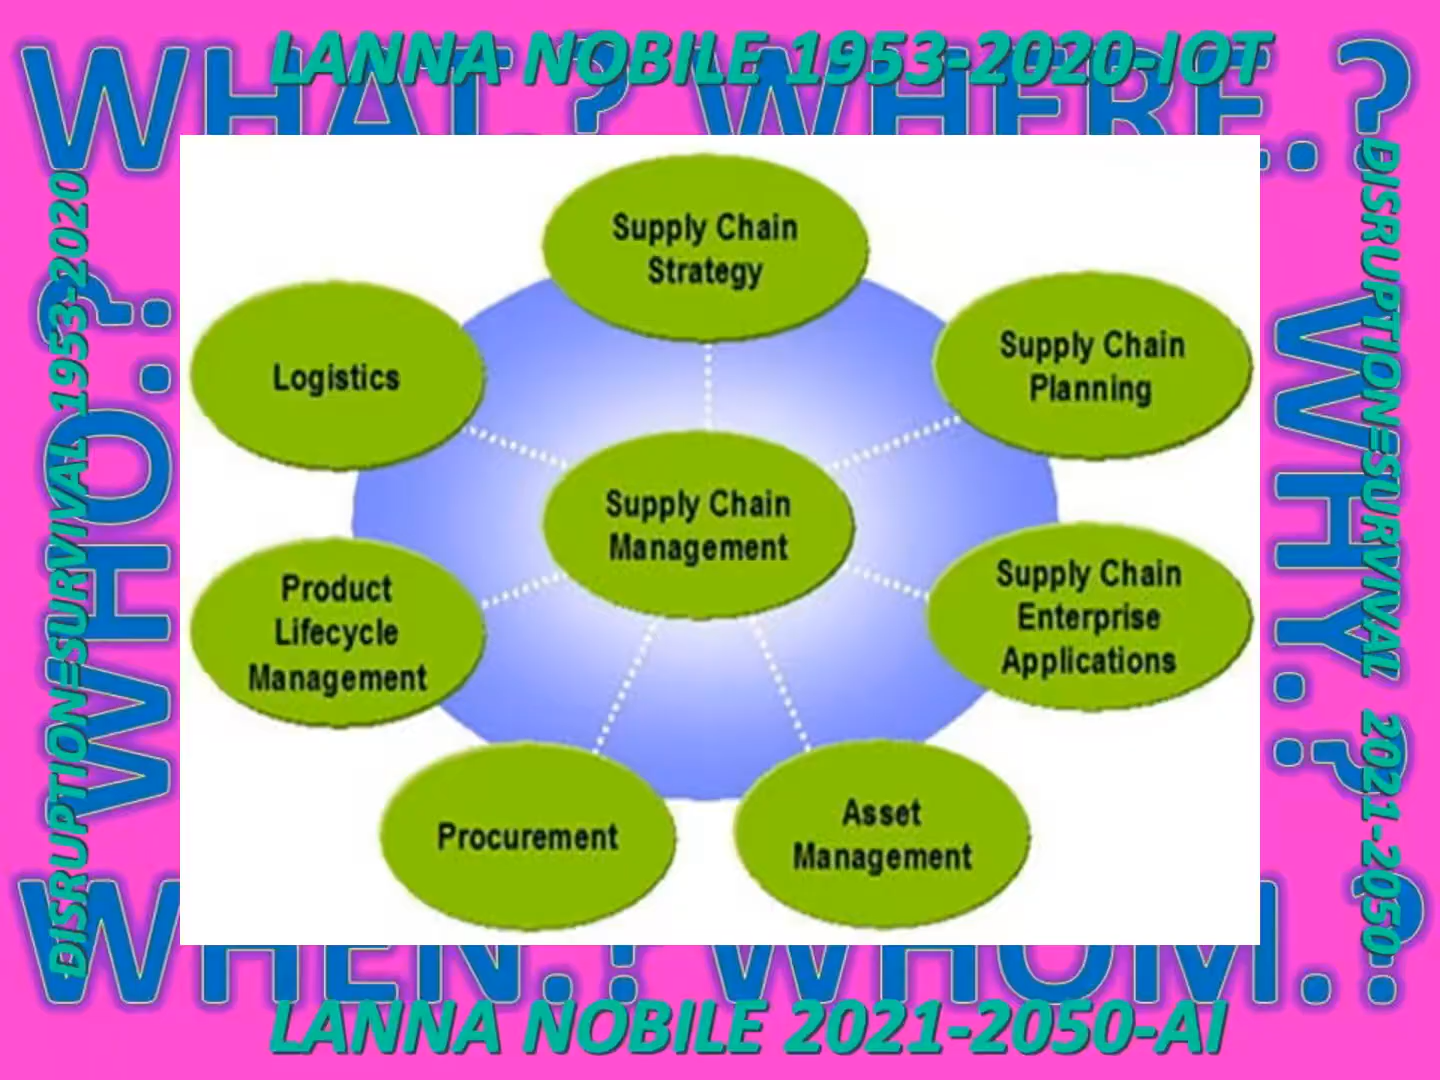 LANNA NOBILE 1953-2020-IOT
WHAT.? WHERE.?
DISRUPTION=SURVIVAL 1953-2020
WHO.?
Supply Chain
Strategy
Logistics
Supply Chain
Planning
Supply Chain
Management
Product
Lifecycle
Management
Supply Chain
Enterprise
Applications
Procurement
Asset
Management
WHY.?
DISRUPTION=SURVIVAL 2021-2050
WHEN.? WHOM.?
LANNA NOBILE 2021-2050-AI